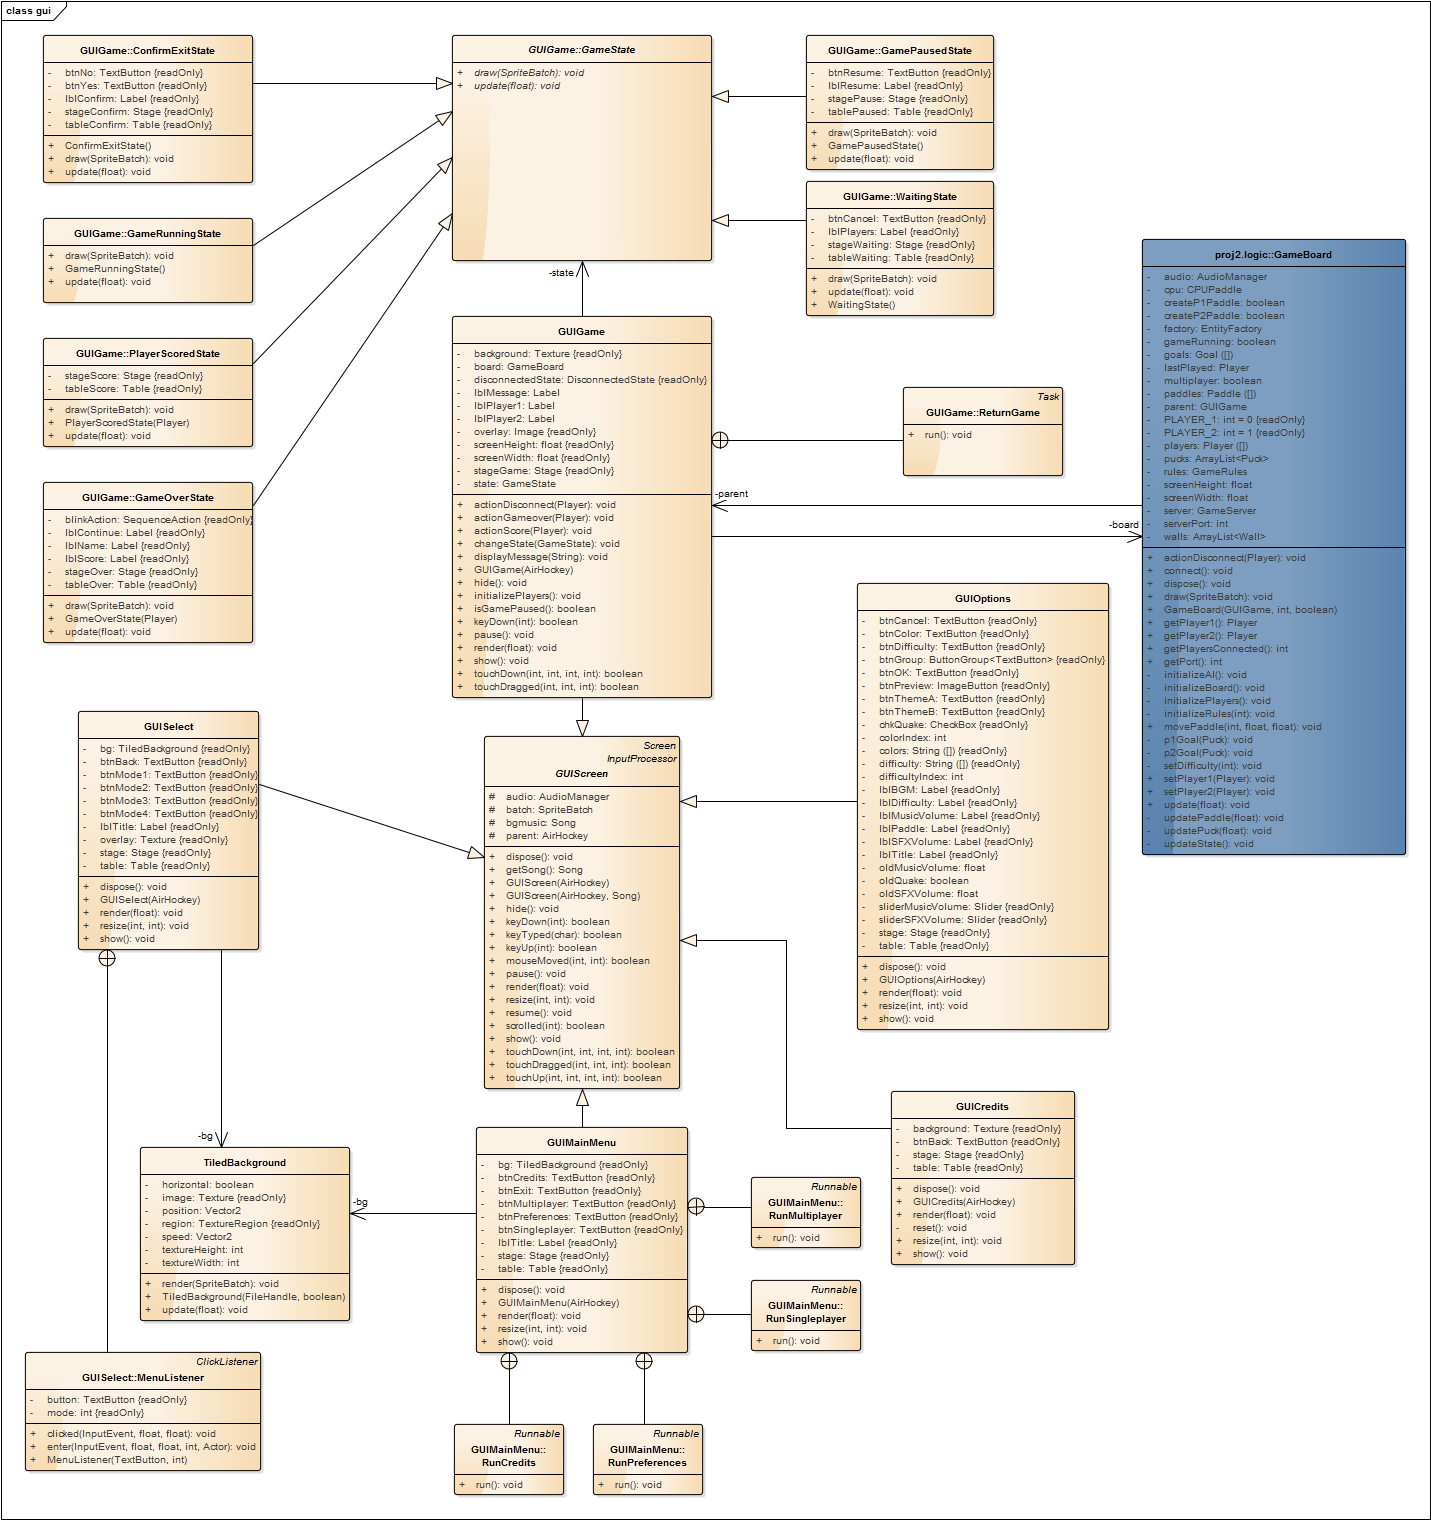 class gui
GUIGame::ConfirmExitState
- btnNo: TextButton {readOnly}
- btnYes: TextButton {readOnly}
- lblConfirm: Label {readOnly}
- stageConfirm: Stage {readOnly}
- tableConfirm: Table {readOnly}
+ ConfirmExitState()
+ draw(SpriteBatch): void
+ update(float): void
GUIGame::GameState
+ draw(SpriteBatch): void
+ update(float): void
GUIGame::GamePausedState
- btnResume: TextButton {readOnly}
- lblResume: Label {readOnly}
- stagePause: Stage {readOnly}
- tablePaused: Table {readOnly}
+ draw(SpriteBatch): void
+ GamePausedState()
+ update(float): void
GUIGame::WaitingState
- btnCancel: TextButton {readOnly}
- lblPlayers: Label {readOnly}
- stageWaiting: Stage {readOnly}
- tableWaiting: Table {readOnly}
+ draw(SpriteBatch): void
+ update(float): void
+ WaitingState()
GUIGame::GameRunningState
+ draw(SpriteBatch): void
+ GameRunningState()
+ update(float): void
GUIGame::PlayerScoredState
- stageScore: Stage {readOnly}
- tableScore: Table {readOnly}
+ draw(SpriteBatch): void
+ PlayerScoredState(Player)
+ update(float): void
GUIGame::GameOverState
- blinkAction: SequenceAction {readOnly}
- lblContinue: Label {readOnly}
- lblName: Label {readOnly}
- lblScore: Label {readOnly}
- stageOver: Stage {readOnly}
- tableOver: Table {readOnly}
+ draw(SpriteBatch): void
+ GameOverState(Player)
+ update(float): void
-state
GUIGame
- background: Texture {readOnly}
- board: GameBoard
- disconnectedState: DisconnectedState {readOnly}
- lblMessage: Label
- lblPlayer1: Label
- lblPlayer2: Label
- overlay: Image {readOnly}
- screenHeight: float {readOnly}
- screenWidth: float {readOnly}
- stageGame: Stage {readOnly}
- state: GameState
+ actionDisconnect(Player): void
+ actionGameover(Player): void
+ actionScore(Player): void
+ changeState(GameState): void
+ displayMessage(String): void
+ GUIGame(AirHockey)
+ hide(): void
+ initializePlayers(): void
+ isGamePaused(): boolean
+ keyDown(int): boolean
+ pause(): void
+ render(float): void
+ show(): void
+ touchDown(int, int, int, int): boolean
+ touchDragged(int, int, int): boolean
Task
GUIGame::ReturnGame
+ run(): void
-parent
-board
proj2.logic::GameBoard
- audio: AudioManager
- cpu: CPUPaddle
- createP1Paddle: boolean
- createP2Paddle: boolean
- factory: EntityFactory
- gameRunning: boolean
- goals: Goal ([])
- lastPlayed: Player
- multiplayer: boolean
- paddles: Paddle ([])
- parent: GUIGame
- PLAYER_1: int = 0 {readOnly}
- PLAYER_2: int = 1 {readOnly}
- players: Player ([])
- pucks: ArrayList<Puck>
- rules: GameRules
- screenHeight: float
- screenWidth: float
- server: GameServer
- serverPort: int
- walls: ArrayList<Wall>
+ actionDisconnect(Player): void
+ connect(): void
+ dispose(): void
+ draw(SpriteBatch): void
+ GameBoard(GUIGame, int, boolean)
+ getPlayer1(): Player
+ getPlayer2(): Player
+ getPlayersConnected(): int
+ getPort(): int
- initializeAI(): void
- initializeBoard(): void
- initializePlayers(): void
- initializeRules(int): void
+ movePaddle(int, float, float): void
- p1Goal(Puck): void
- p2Goal(Puck): void
- setDifficulty(int): void
+ setPlayer1(Player): void
+ setPlayer2(Player): void
+ update(float): void
- updatePaddle(float): void
- updatePuck(float): void
- updateState(): void
GUIOptions
- btnCancel: TextButton {readOnly}
- btnColor: TextButton {readOnly}
- btnDifficulty: TextButton {readOnly}
- btnGroup: ButtonGroup<TextButton> {readOnly}
- btnOK: TextButton {readOnly}
- btnPreview: ImageButton {readOnly}
- btnThemeA: TextButton {readOnly}
- btnThemeB: TextButton {readOnly}
- chkQuake: CheckBox {readOnly}
- colorIndex: int
- colors: String ([]) {readOnly}
- difficulty: String ([]) {readOnly}
- difficultyIndex: int
- lblBGM: Label {readOnly}
- lblDifficulty: Label {readOnly}
- lblMusicVolume: Label {readOnly}
- lblPaddle: Label {readOnly}
- lblSFXVolume: Label {readOnly}
- lblTitle: Label {readOnly}
- oldMusicVolume: float
- oldQuake: boolean
- oldSFXVolume: float
- sliderMusicVolume: Slider {readOnly}
- sliderSFXVolume: Slider {readOnly}
- stage: Stage {readOnly}
- table: Table {readOnly}
+ dispose(): void
+ GUIOptions(AirHockey)
+ render(float): void
+ resize(int, int): void
+ show(): void
GUISelect
- bg: TiledBackground {readOnly}
- btnBack: TextButton {readOnly}
- btnMode1: TextButton {readOnly}
- btnMode2: TextButton {readOnly}
- btnMode3: TextButton {readOnly}
- btnMode4: TextButton {readOnly}
- lblTitle: Label {readOnly}
- overlay: Texture {readOnly}
- stage: Stage {readOnly}
- table: Table {readOnly}
+ dispose(): void
+ GUISelect(AirHockey)
+ render(float): void
+ resize(int, int): void
+ show(): void
Screen
InputProcessor
GUIScreen
# audio: AudioManager
# batch: SpriteBatch
# bgmusic: Song
# parent: AirHockey
+ dispose(): void
+ getSong(): Song
+ GUIScreen(AirHockey)
+ GUIScreen(AirHockey, Song)
+ hide(): void
+ keyDown(int): boolean
+ keyTyped(char): boolean
+ keyUp(int): boolean
+ mouseMoved(int, int): boolean
+ pause(): void
+ render(float): void
+ resize(int, int): void
+ resume(): void
+ scrolled(int): boolean
+ show(): void
+ touchDown(int, int, int, int): boolean
+ touchDragged(int, int, int): boolean
+ touchUp(int, int, int, int): boolean
GUICredits
- background: Texture {readOnly}
- btnBack: TextButton {readOnly}
- stage: Stage {readOnly}
- table: Table {readOnly}
+ dispose(): void
+ GUICredits(AirHockey)
+ render(float): void
- reset(): void
+ resize(int, int): void
+ show(): void
-bg
TiledBackground
- horizontal: boolean
- image: Texture {readOnly}
- position: Vector2
- region: TextureRegion {readOnly}
- speed: Vector2
- textureHeight: int
- textureWidth: int
+ render(SpriteBatch): void
+ TiledBackground(FileHandle, boolean)
+ update(float): void
-bg
GUIMainMenu
- bg: TiledBackground {readOnly}
- btnCredits: TextButton {readOnly}
- btnExit: TextButton {readOnly}
- btnMultiplayer: TextButton {readOnly}
- btnPreferences: TextButton {readOnly}
- btnSingleplayer: TextButton {readOnly}
- lblTitle: Label {readOnly}
- stage: Stage {readOnly}
- table: Table {readOnly}
+ dispose(): void
+ GUIMainMenu(AirHockey)
+ render(float): void
+ resize(int, int): void
+ show(): void
Runnable
GUIMainMenu::
RunMultiplayer
+ run(): void
Runnable
GUIMainMenu::
RunSingleplayer
+ run(): void
ClickListener
GUISelect::MenuListener
- button: TextButton {readOnly}
- mode: int {readOnly}
+ clicked(InputEvent, float, float): void
+ enter(InputEvent, float, float, int, Actor): void
+ MenuListener(TextButton, int)
Runnable
GUIMainMenu::
RunCredits
+ run(): void
Runnable
GUIMainMenu::
RunPreferences
+ run(): void